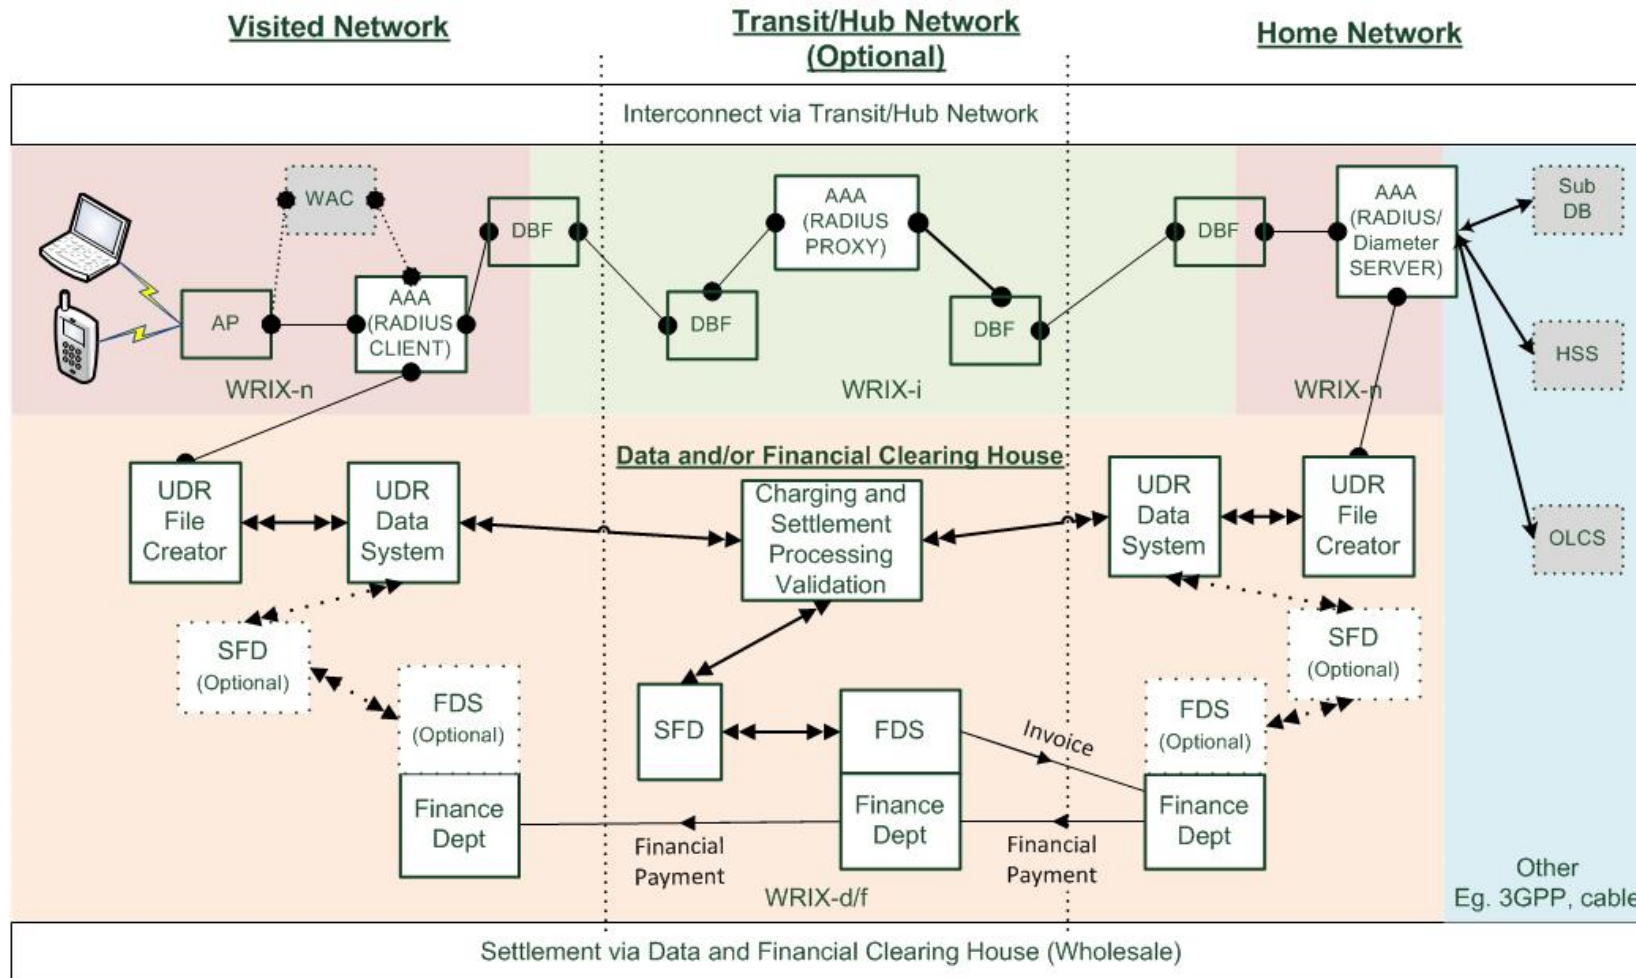 Visited Network
Transit/Hub Network
(Optional)
Home Network
Interconnect via Transit/Hub Network
WAC
AP
AAA
(RADIUS
CLIENT)
DBF
WRIX-n
DBF
AAA
(RADIUS
PROXY)
DBF
WRIX-i
DBF
AAA
(RADIUS/
Diameter
SERVER)
WRIX-n
Sub
DB
HSS
OLCS
Data and/or Financial Clearing House
UDR
File
Creator
UDR
Data
System
Charging and
Settlement
Processing
Validation
UDR
Data
System
UDR
File
Creator
SFD
(Optional)
FDS
(Optional)
Finance
Dept
SFD
FDS
Finance
Dept
Invoice
SFD
(Optional)
FDS
(Optional)
Finance
Dept
Financial
Payment
Financial
Payment
WRIX-d/f
Other
Eg. 3GPP, cable
Settlement via Data and Financial Clearing House (Wholesale)